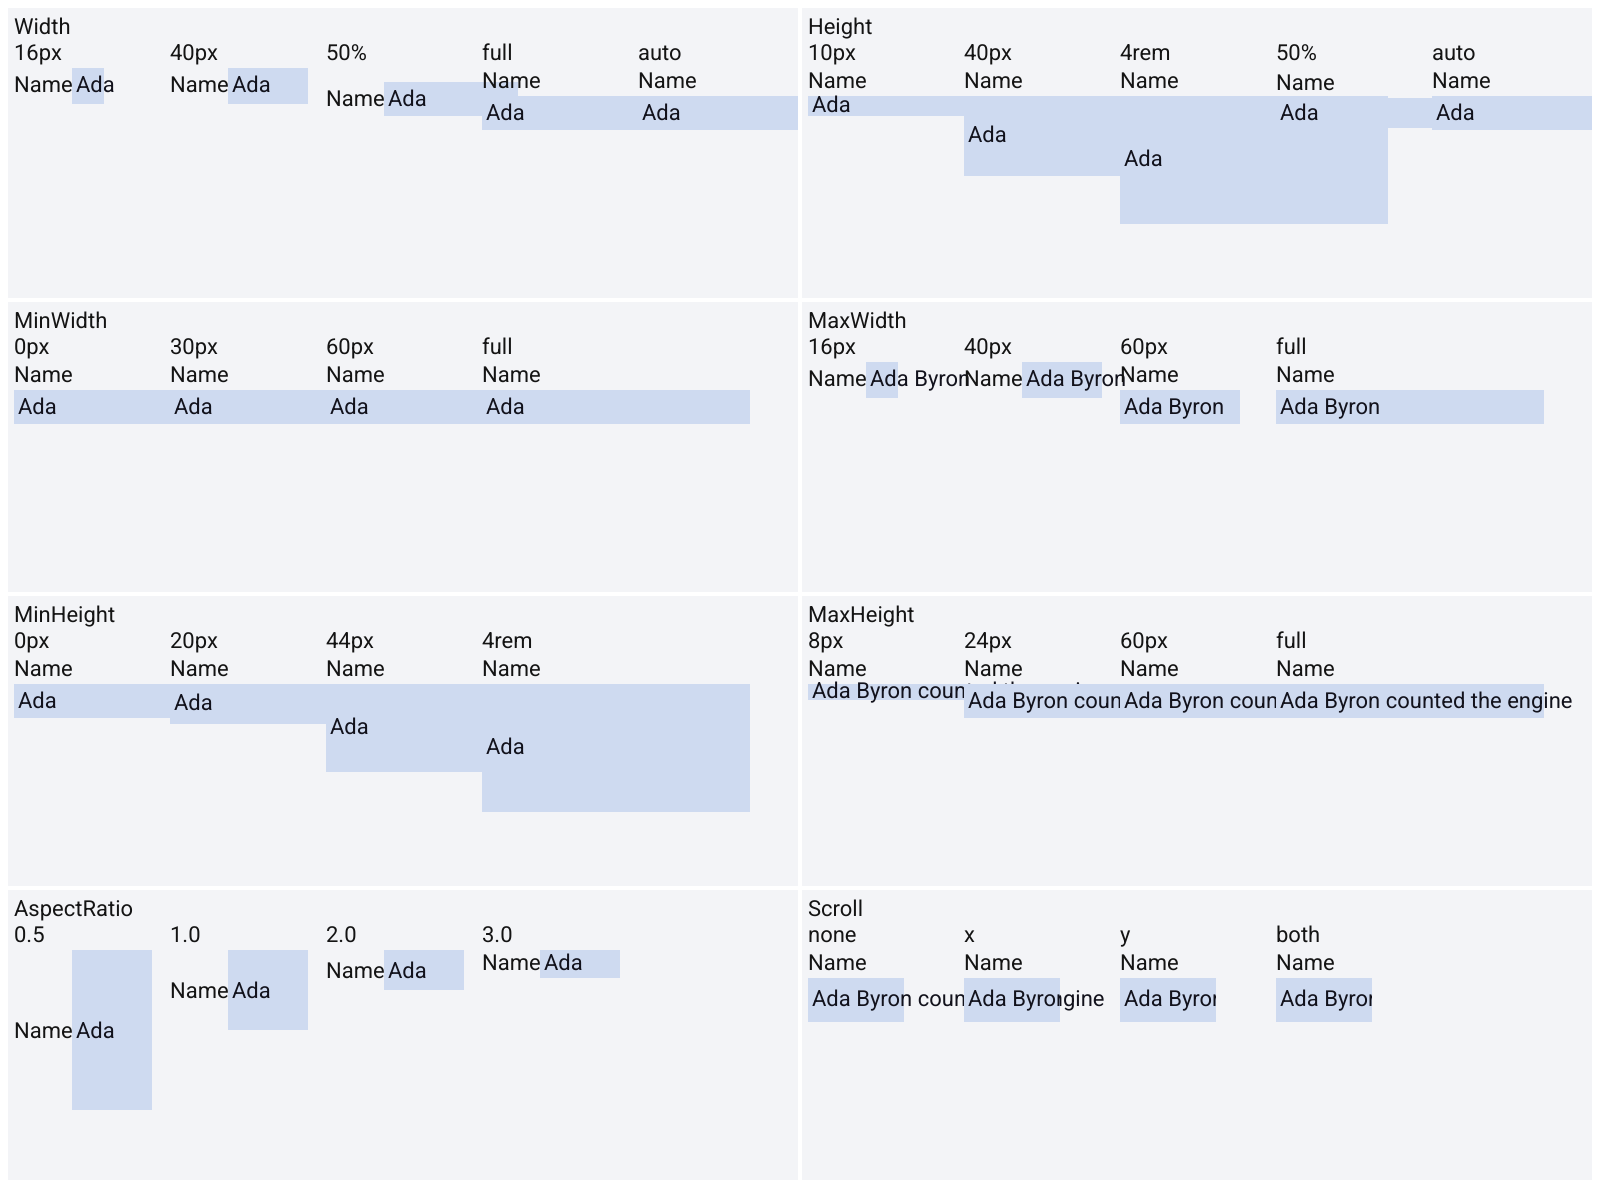 Width
16px 40px 50% full auto
Name Ada Name Ada Name Ada Name Ada Name Ada
Height
10px 40px 4rem 50% auto
Name Name Name Name Name
Ada Ada Ada Ada Ada
MinWidth
0px 30px 60px full
Name Name Name Name
Ada Ada Ada Ada
MaxWidth
16px 40px 60px full
Name Ada Byron Name Ada Byron Name Name
Ada Byron Ada Byron
MinHeight
0px 20px 44px 4rem
Name Name Name Name
Ada Ada Ada Ada
MaxHeight
8px 24px 60px full
Name Name Name Name
Ada Byron coun Ada Byron coun Ada Byron coun Ada Byron counted the engine
AspectRatio
0.5 1.0 2.0 3.0
Name Ada Name Ada Name Ada Name Ada
Scroll
none x y both
Name Name Name Name
Ada Byron coun Ada Byro ngine Ada Byror Ada Byror